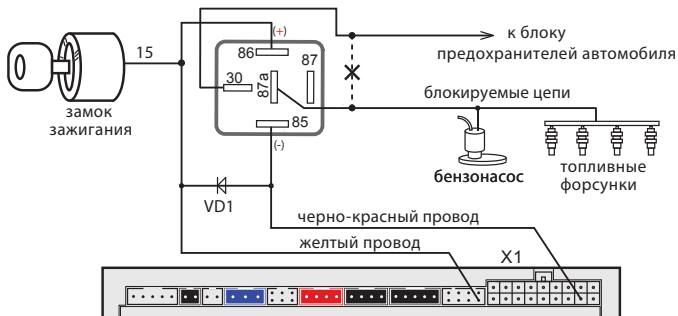 к блоку
предохранителей автомобиля
(+)
15
86
87
30
87a
блокируемые цепи
замок
зажигания
85
(-)
бензонасос
топливные
форсунки
VD1
черно-красный провод
желтый провод
X1